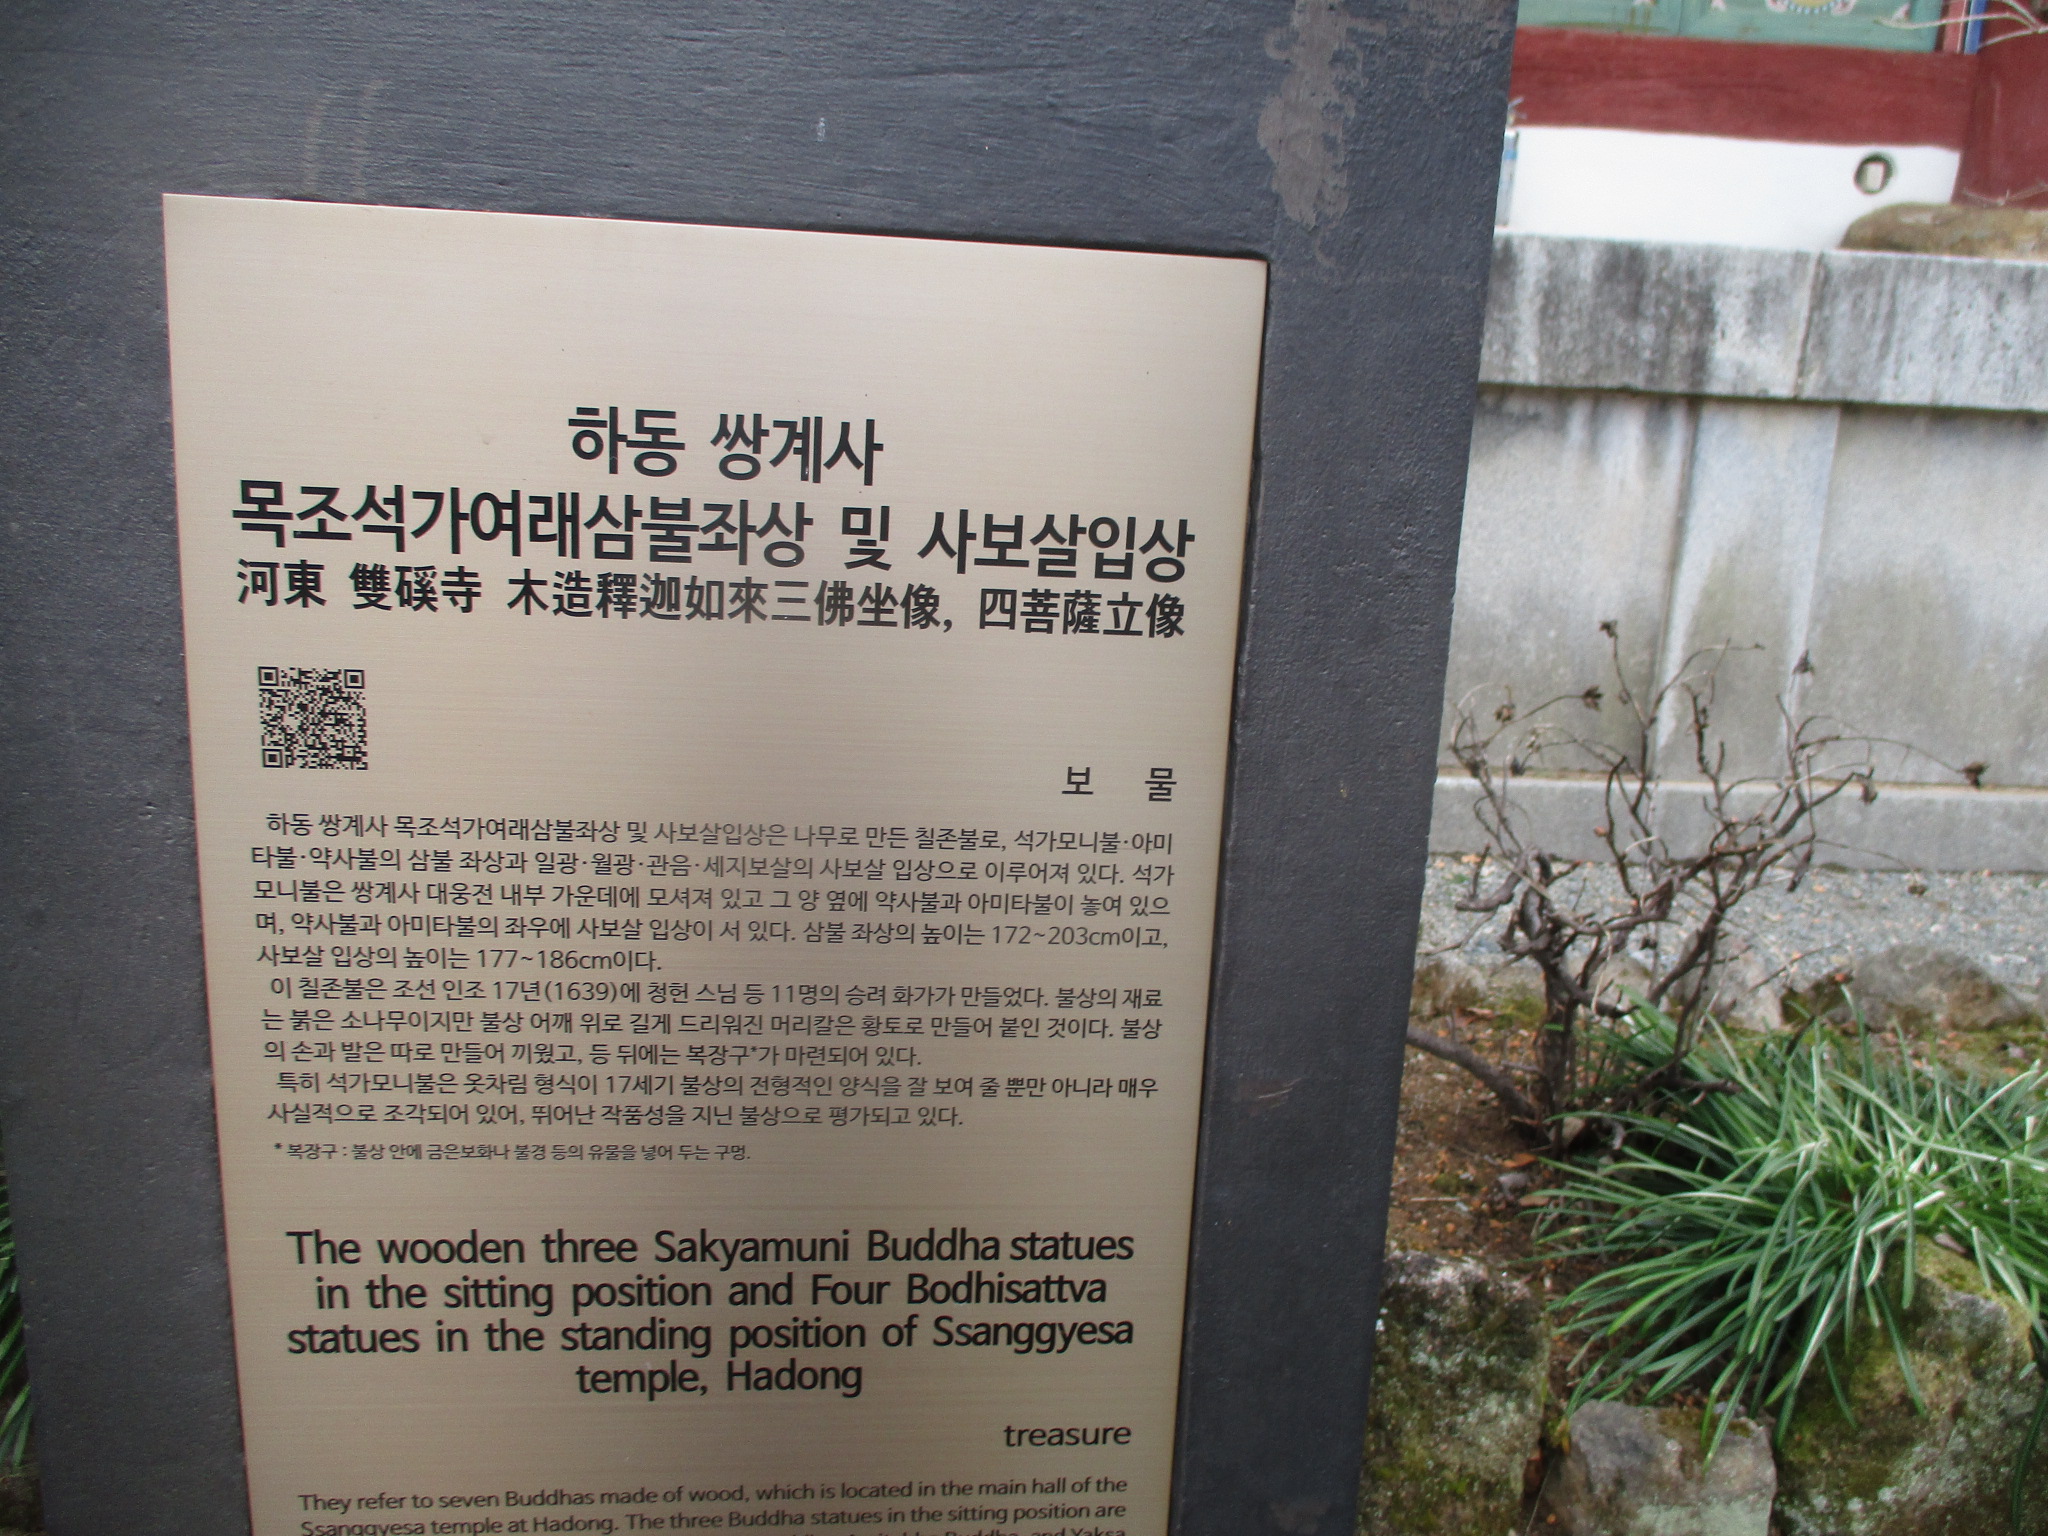 하동 쌍계사
목조석가여래삼불좌상 및 사보살입상
河東 雙磎寺 木造釋迦如來三佛坐像, 四菩薩立像
보 물
하동 쌍계사 목조석가여래삼불좌상 및 사보살입상은 나무로 만든 칠존불로, 석가모니불·아미
타불·약사불의 삼불 좌상과 일광·월광·관음·세지보살의 사보살 입상으로 이루어져 있다. 석가
모니불은 쌍계사 대웅전 내부 가운데에 모셔져 있고 그 양 옆에 약사불과 아미타불이 놓여 있으
며, 약사불과 아미타불의 좌우에 사보살 입상이 서 있다. 삼불 좌상의 높이는 172~203cm이고,
사보살 입상의 높이는 177~186cm이다.
이 칠존불은 조선 인조 17년(1639)에 청헌 스님 등 11명의 승려 화가가 만들었다. 불상의 재료
는 붉은 소나무이지만 불상 어깨 위로 길게 드리워진 머리칼은 황토로 만들어 붙인 것이다. 불상
의 손과 발은 따로 만들어 끼웠고, 등 뒤에는 복장구*가 마련되어 있다.
특히 석가모니불은 옷차림 형식이 17세기 불상의 전형적인 양식을 잘 보여 줄 뿐만 아니라 매우
사실적으로 조각되어 있어, 뛰어난 작품성을 지닌 불상으로 평가되고 있다.
* 복장구 : 불상 안에 금은보화나 불경 등의 유물을 넣어 두는 구멍.
The wooden three Sakyamuni Buddha statues
in the sitting position and Four Bodhisattva
statues in the standing position of Ssanggyesa
temple, Hadong
treasure
They refer to seven Buddhas made of wood, which is located in the main hall of the
Ssanggyesa temple at Hadong. The three Buddha statues in the sitting position are
Buddha, and Yaksa